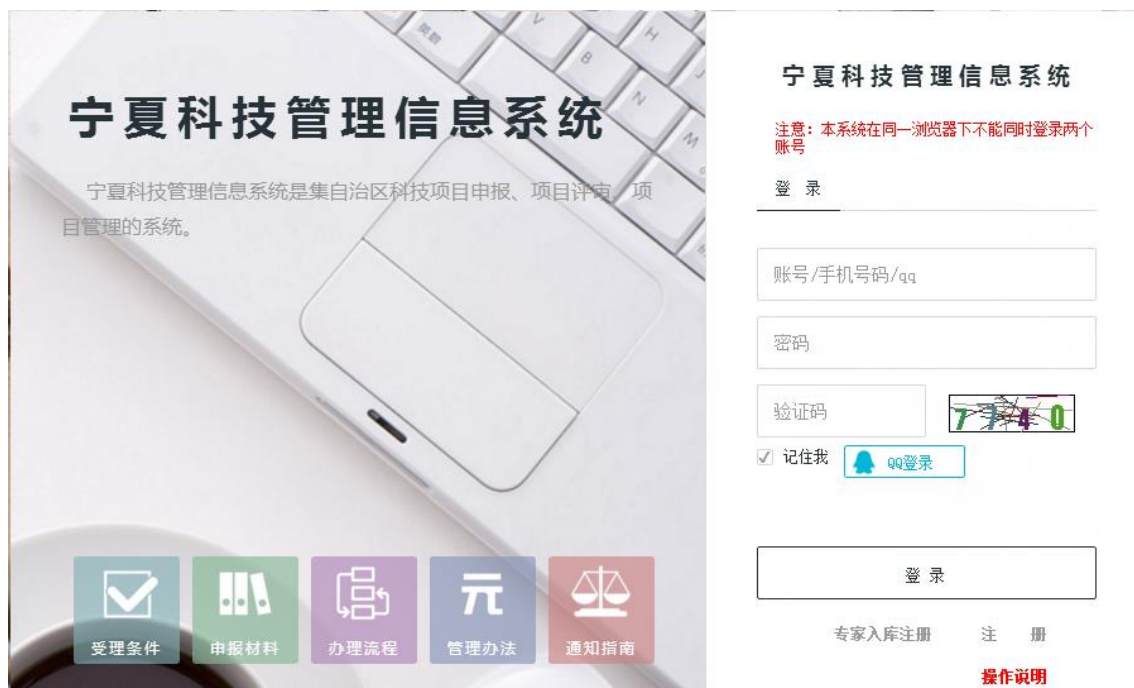 宁夏科技管理信息系统
宁夏科技管理信息系统是集自治区科技项目申报、项目评审、项
目管理的系统。
受理条件
申报材料
办理流程
元
管理办法
通知指南
宁夏科技管理信息系统
注意：本系统在同一浏览器下不能同时登录两个
账号
登 录
账号/手机号码/qq
密码
验证码
7740
记住我
QQ登录
登 录
专家入库注册 注 册
操作说明